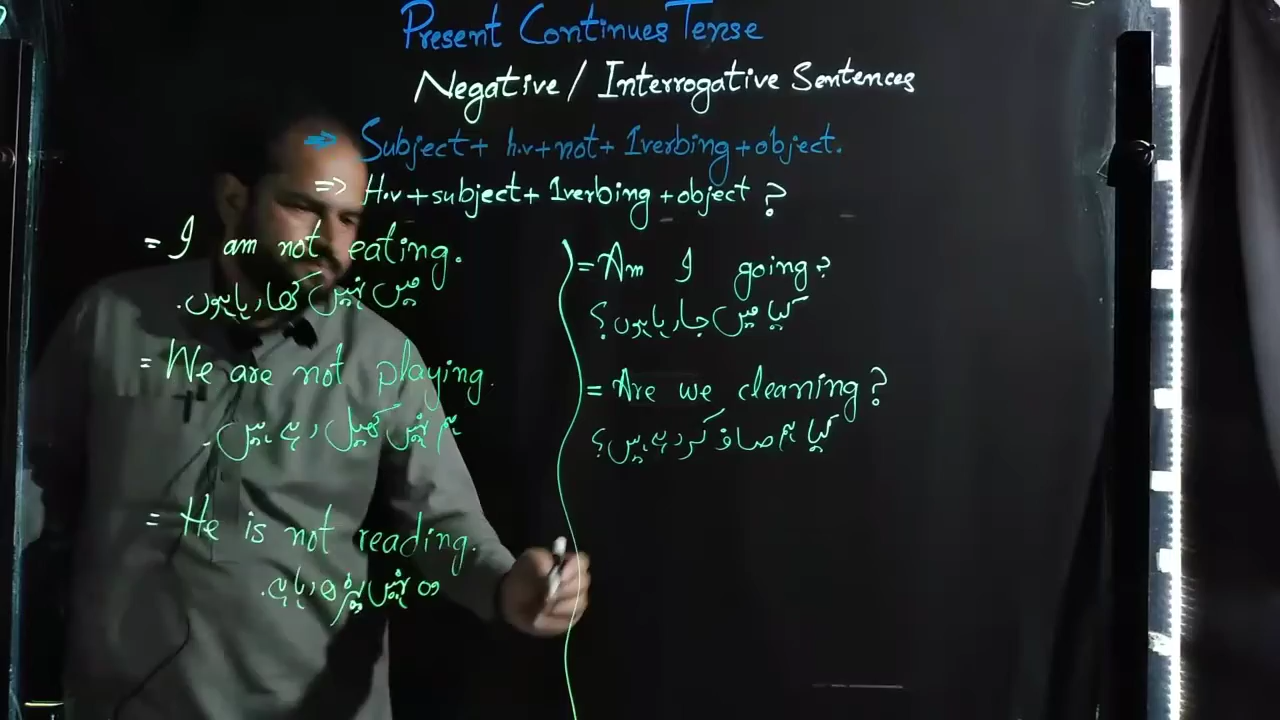 Present Continues Tense
Negative / Interrogative Sentences
⇒ Subject + h.v + not + 1verbing + object.
⇒ H.v + subject + 1verbing + object ?
= I am not eating.
میں نہیں کھا رہا ہوں.
= We are not playing.
ہم نہیں کھیل رہے ہیں.
= He is not reading.
وہ نہیں پڑھ رہا ہے.
= Am I going?
کیا میں جا رہا ہوں؟
= Are we cleaning?
کیا ہم صاف کر رہے ہیں؟